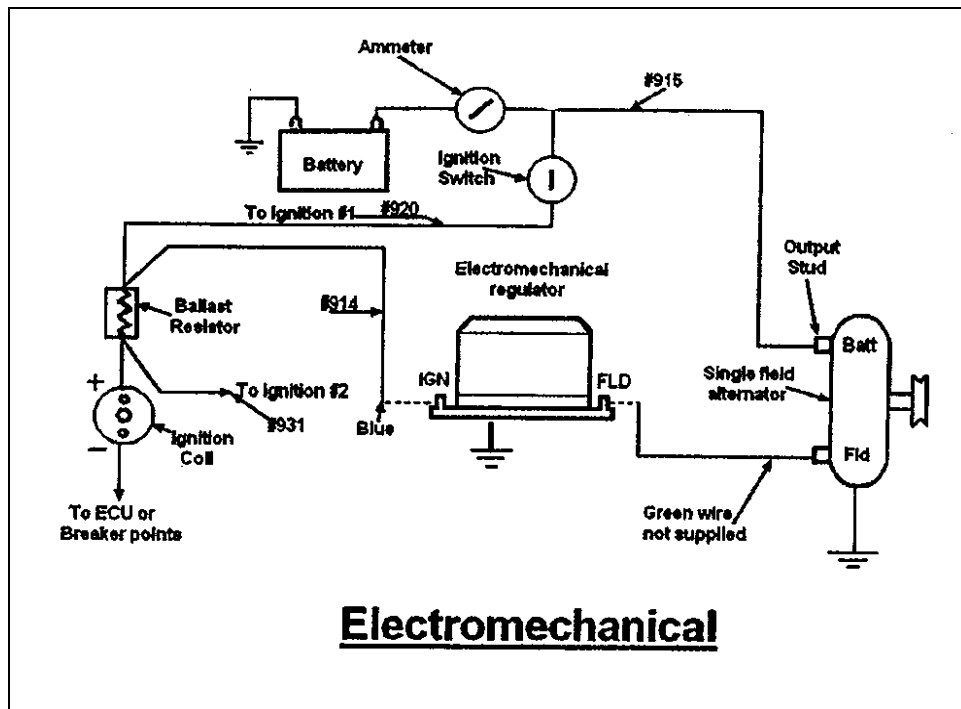 Ammeter
#915
Battery
Ignition
Switch
To Ignition #1
#920
Output
Stud
Electromechanical
regulator
#914
Ballast
Resistor
Batt
Single field
alternator
IGN
FLD
+
To Ignition #2
#931
Blue
Ignition
Coil
−
Fld
To ECU or
Breaker points
Green wire
not supplied
Electromechanical